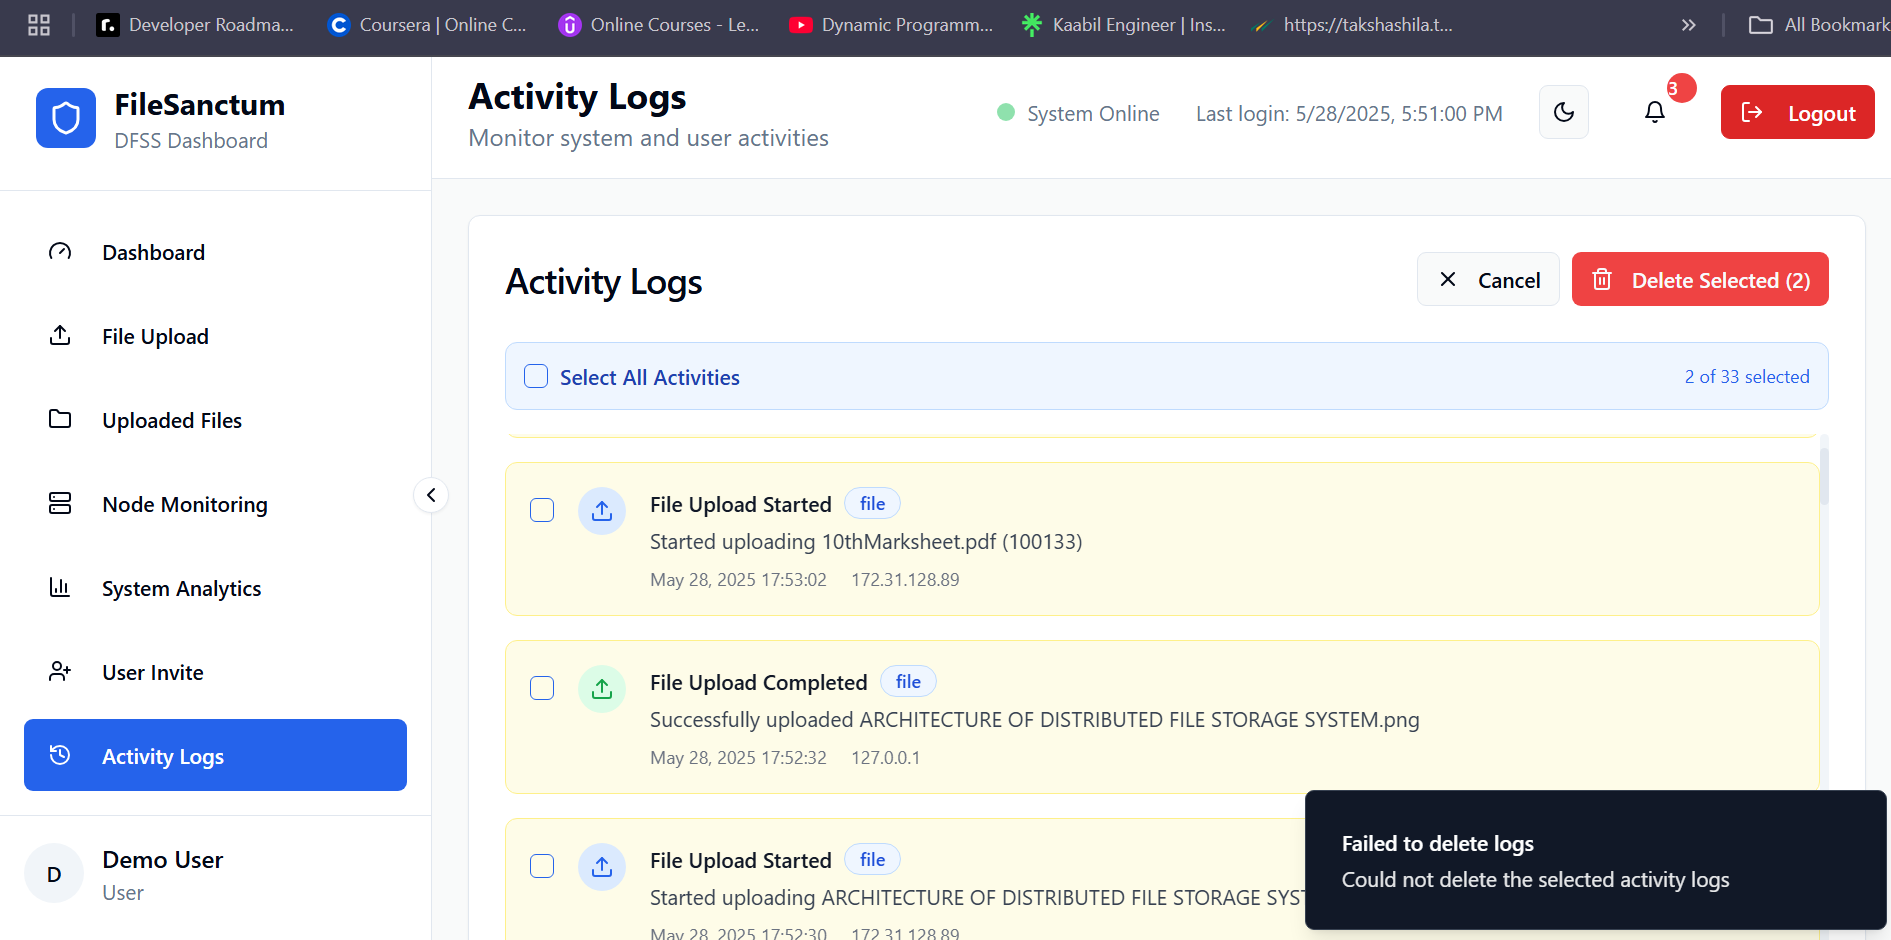 Developer Roadma...
Coursera | Online C...
Online Courses - Le...
Dynamic Programm...
Kaabil Engineer | Ins...
https://takshashila.t...
All Bookmark
FileSanctum
DFSS Dashboard
Activity Logs
Monitor system and user activities
System Online
Last login: 5/28/2025, 5:51:00 PM
3
Logout
Dashboard
File Upload
Uploaded Files
Node Monitoring
System Analytics
User Invite
Activity Logs
D
Demo User
User
Activity Logs
Cancel
Delete Selected (2)
Select All Activities
2 of 33 selected
File Upload Started
file
Started uploading 10thMarksheet.pdf (100133)
May 28, 2025 17:53:02 172.31.128.89
File Upload Completed
file
Successfully uploaded ARCHITECTURE OF DISTRIBUTED FILE STORAGE SYSTEM.png
May 28, 2025 17:52:32 127.0.0.1
File Upload Started
file
Started uploading ARCHITECTURE OF DISTRIBUTED FILE STORAGE SYST
May 28, 2025 17:52:30 172.31.128.89
Failed to delete logs
Could not delete the selected activity logs